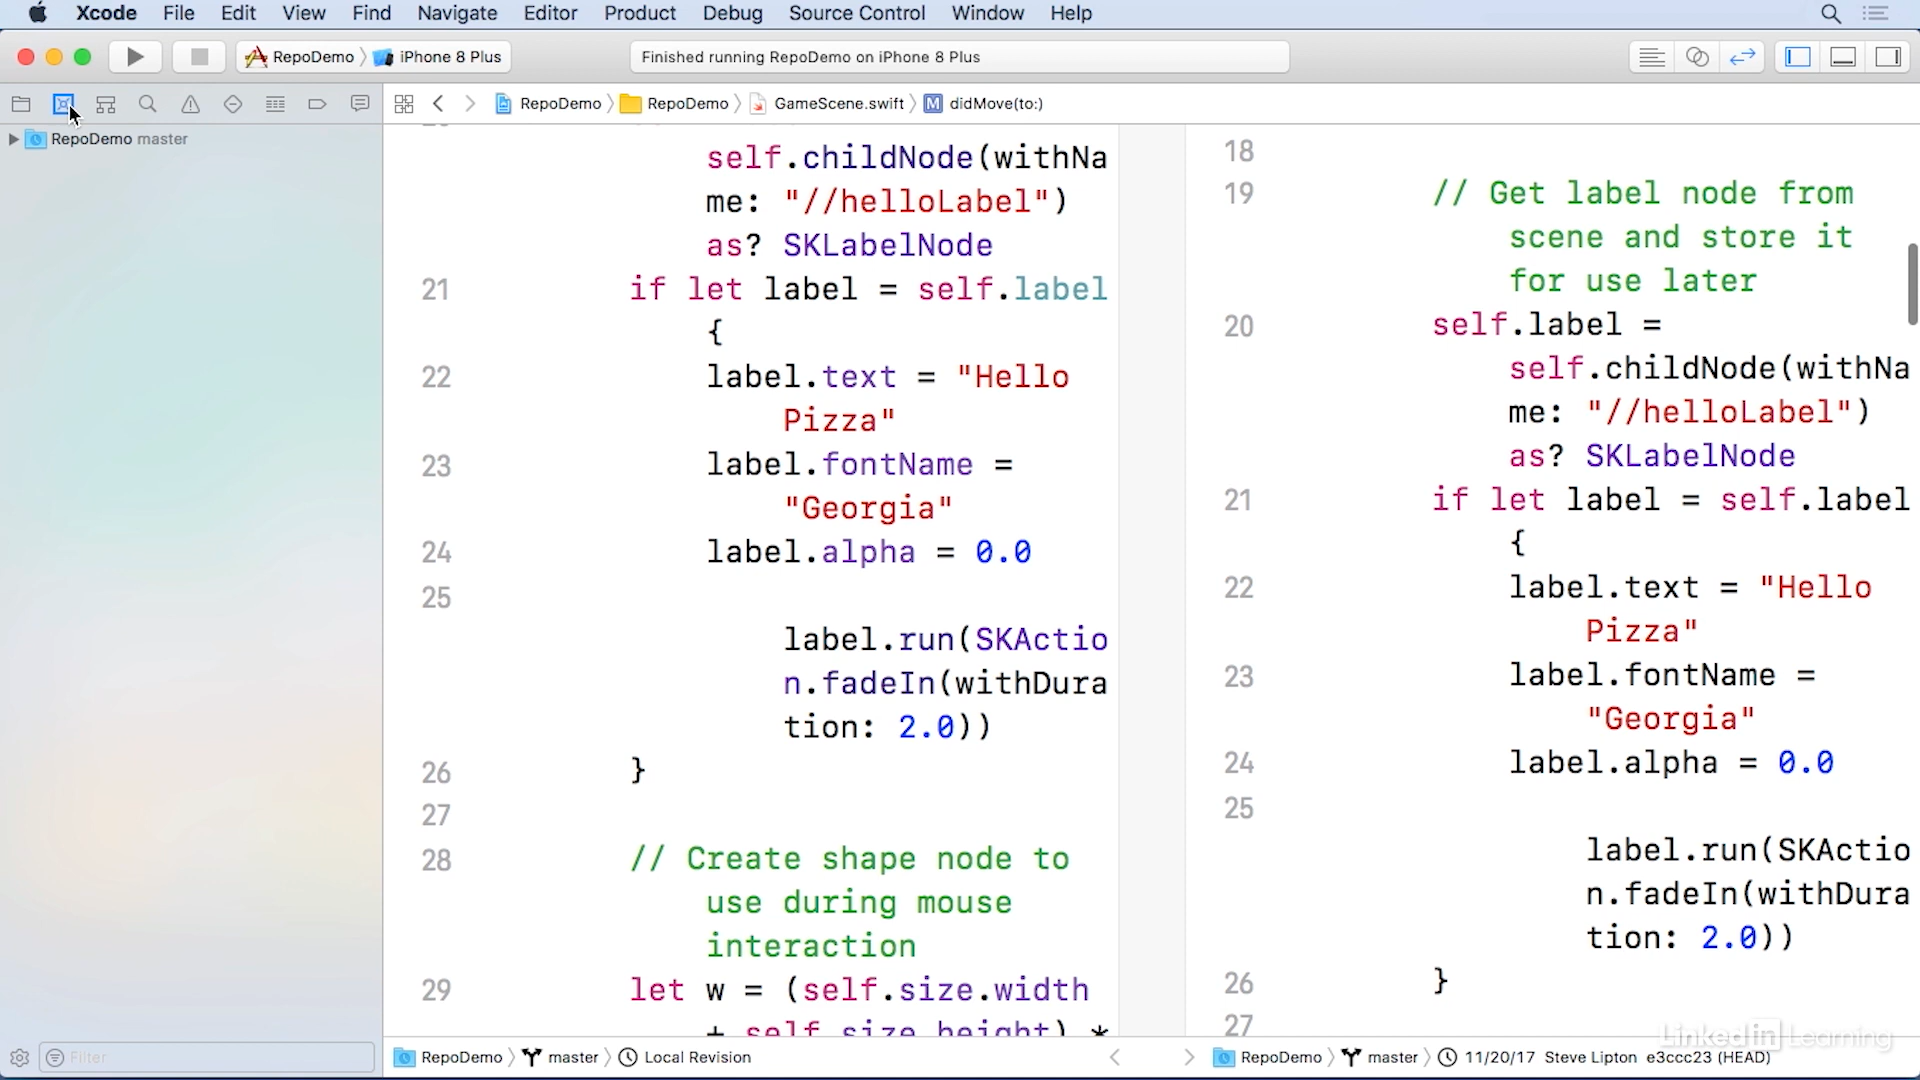 Xcode File Edit View Find Navigate Editor Product Debug Source Control Window Help
RepoDemo iPhone 8 Plus
Finished running RepoDemo on iPhone 8 Plus
RepoDemo RepoDemo GameScene.swift M didMove(to:)
RepoDemo master
self.childNode(withNa
me: "//helloLabel")
as? SKLabelNode
21 if let label = self.label
{
22 label.text = "Hello
Pizza"
23 label.fontName =
"Georgia"
24 label.alpha = 0.0
25
label.run(SKActio
n.fadeIn(withDura
tion: 2.0))
26 }
27
28 // Create shape node to
use during mouse
interaction
29 let w = (self.size.width
+ self.size.height) *
18
19 // Get label node from
scene and store it
for use later
20 self.label =
self.childNode(withNa
me: "//helloLabel")
as? SKLabelNode
21 if let label = self.label
{
22 label.text = "Hello
Pizza"
23 label.fontName =
"Georgia"
24 label.alpha = 0.0
25
label.run(SKActio
n.fadeIn(withDura
tion: 2.0))
26 }
27
Filter
RepoDemo master Local Revision
RepoDemo master 11/20/17 Steve Lipton e3ccc23 (HEAD)
Linked in Learning